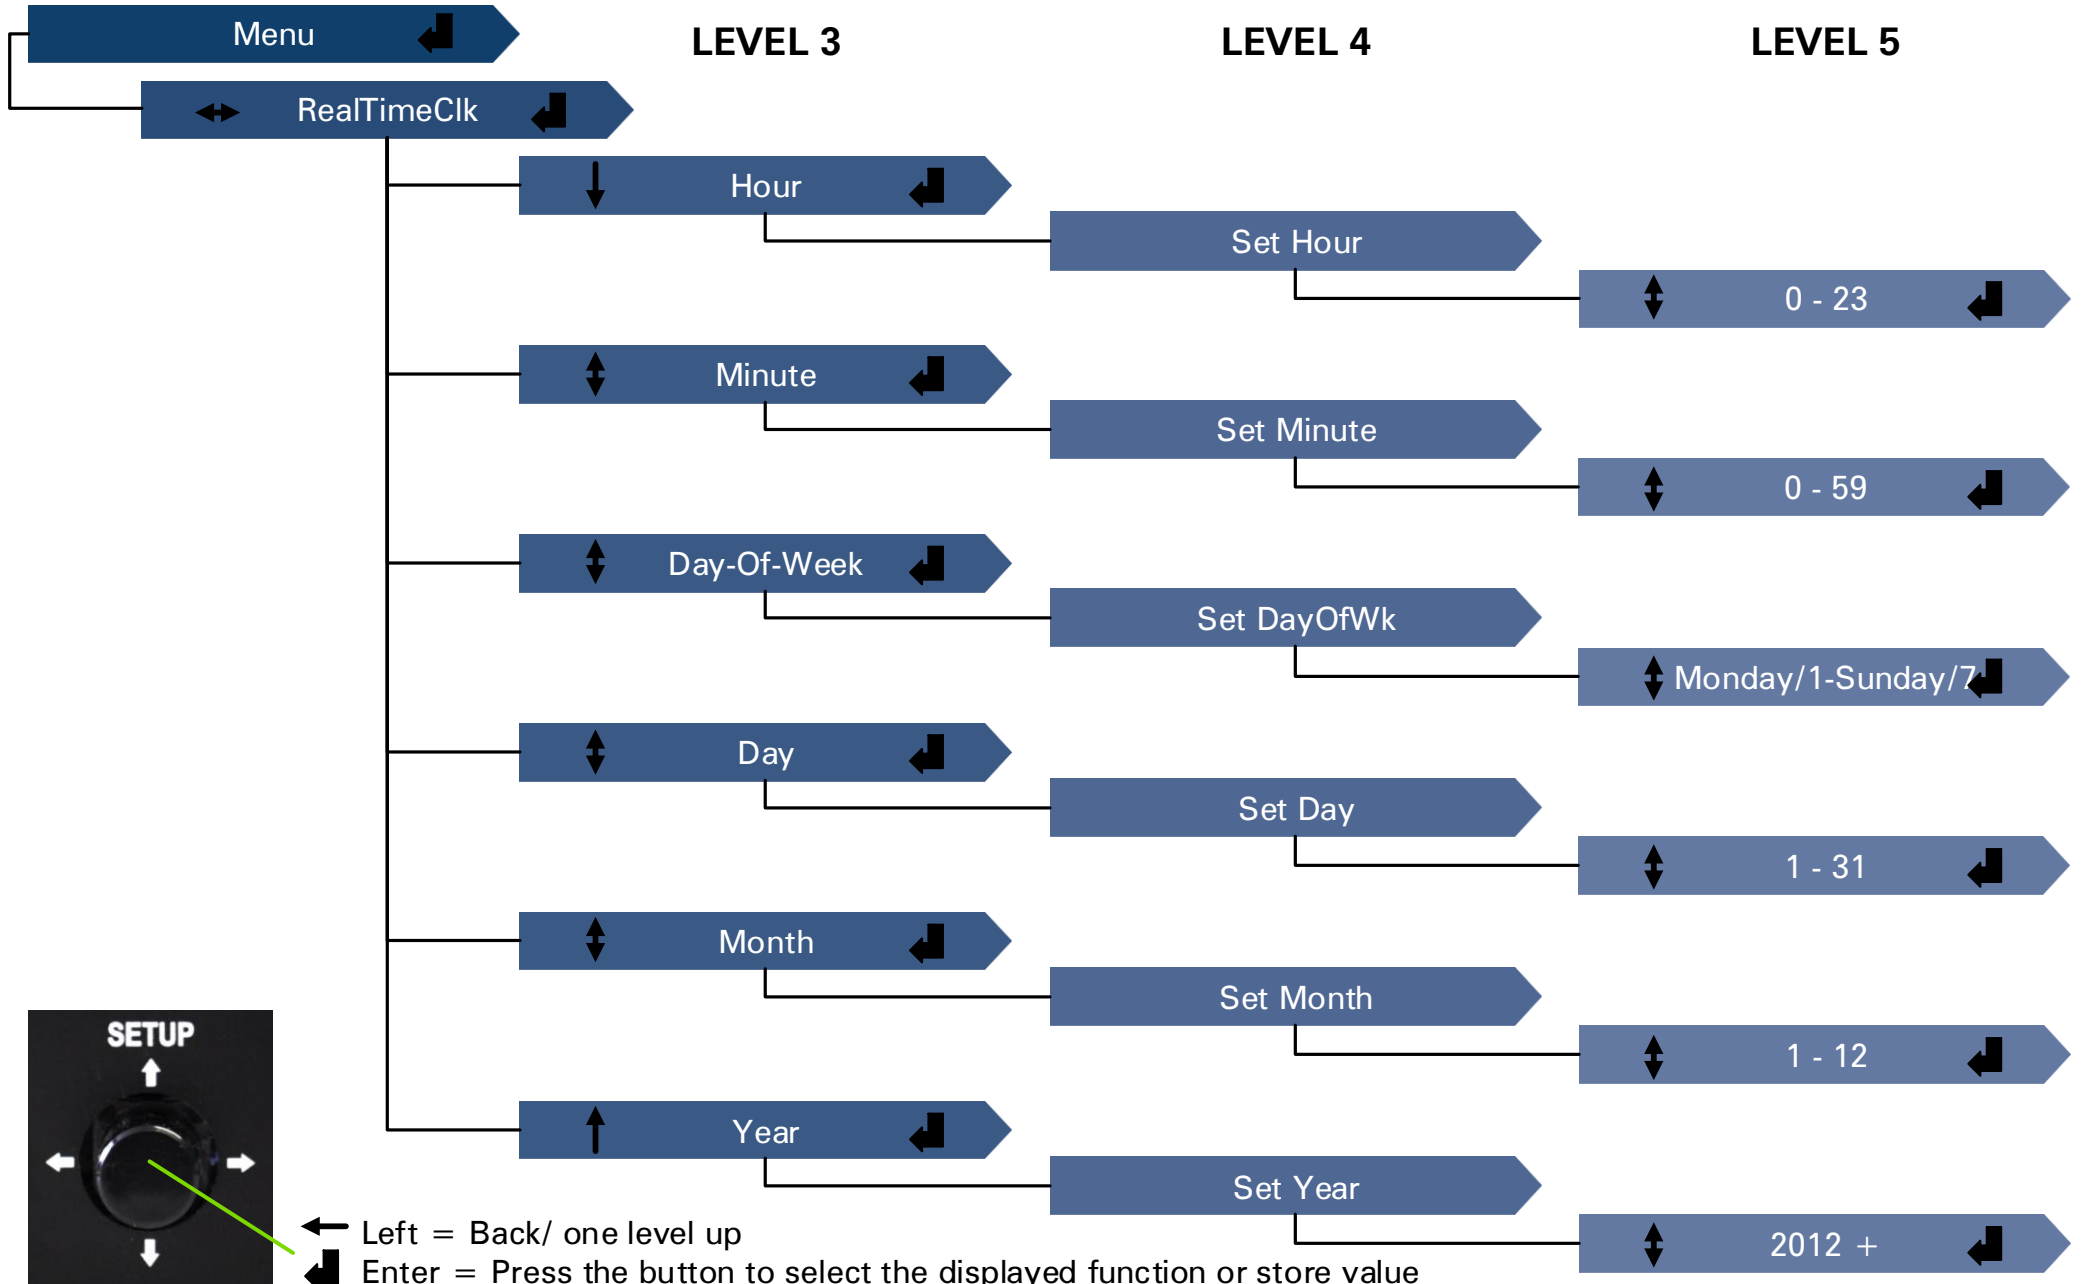 Menu
LEVEL 3
LEVEL 4
LEVEL 5
RealTimeClk
Hour
Set Hour
0 - 23
Minute
Set Minute
0 - 59
Day-Of-Week
Set DayOfWk
Monday/1-Sunday/7
Day
Set Day
1 - 31
Month
Set Month
1 - 12
Year
Set Year
2012 +
SETUP
Left = Back/ one level up
Enter = Press the button to select the displayed function or store value